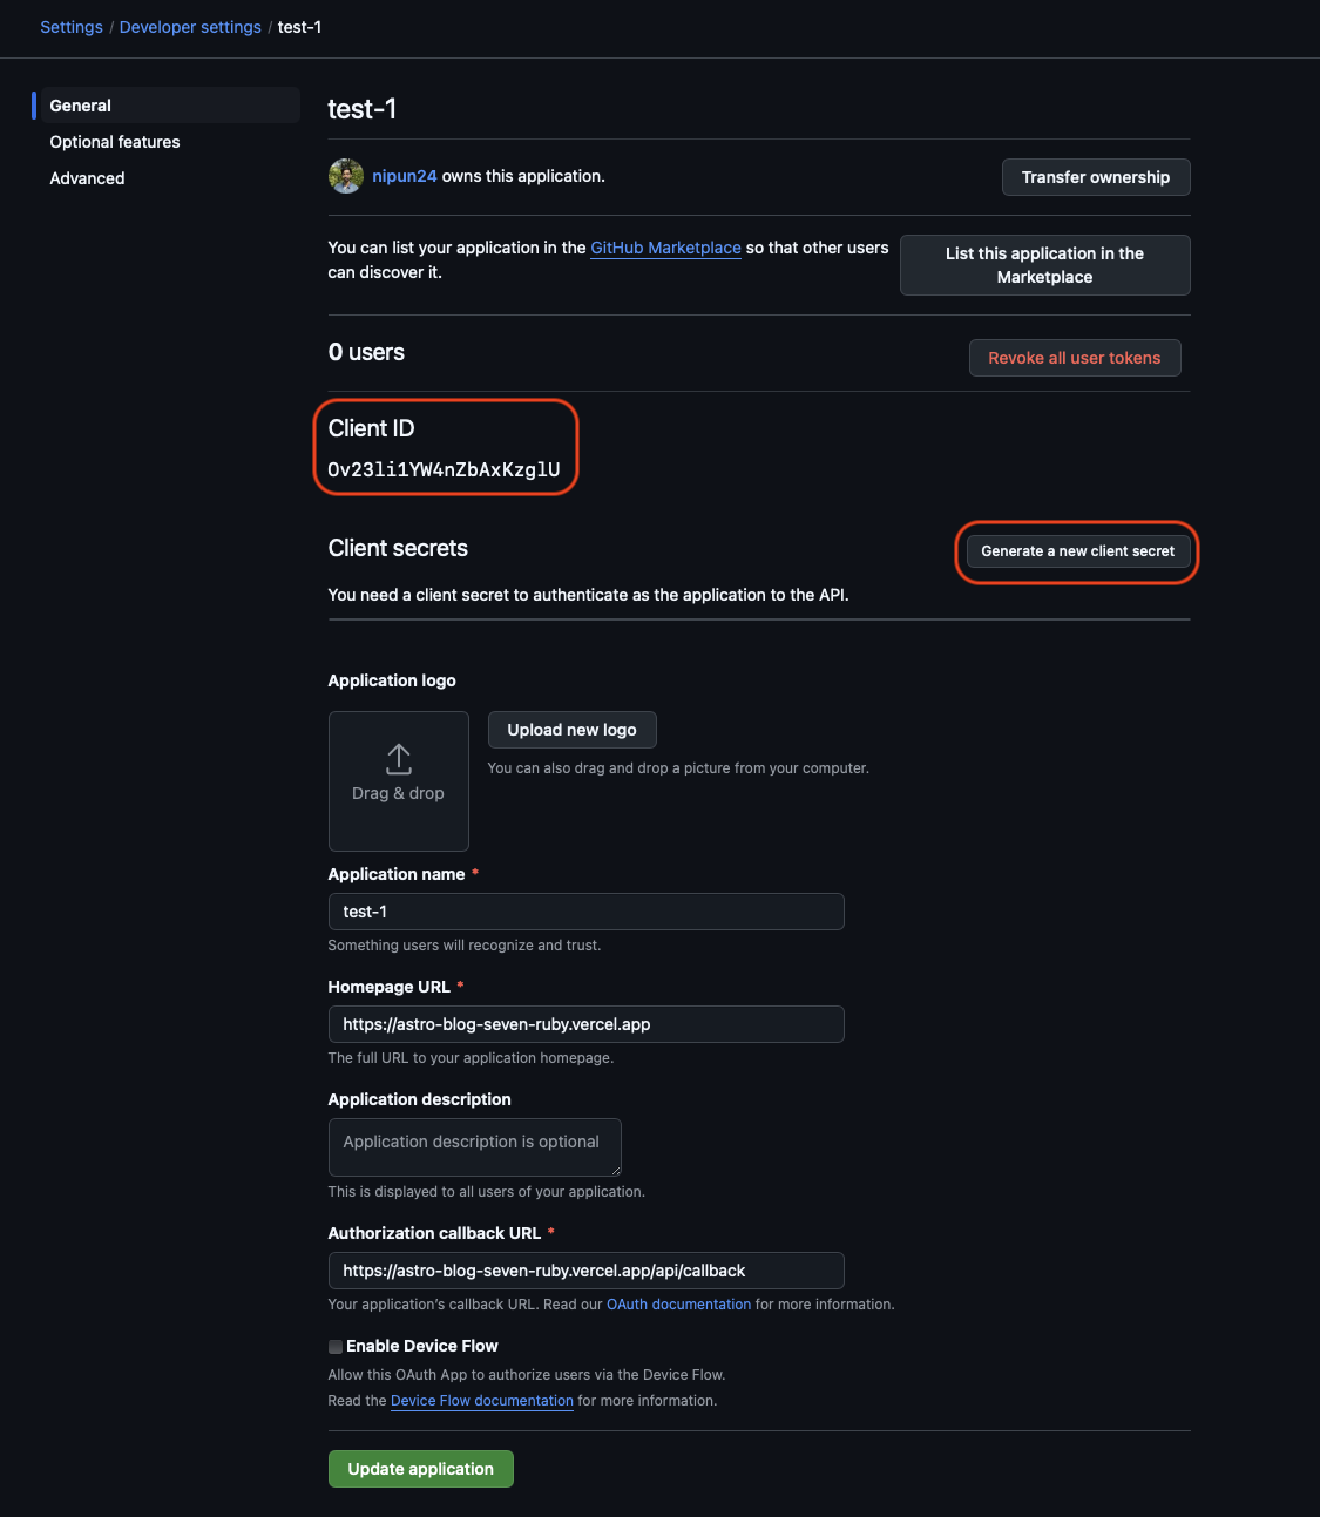 Settings / Developer settings / test-1
General
Optional features
Advanced
test-1
nipun24 owns this application.
Transfer ownership
You can list your application in the GitHub Marketplace so that other users
can discover it.
List this application in the
Marketplace
0 users
Revoke all user tokens
Client ID
Ov23li1YW4nZbAxKzglU
Client secrets
Generate a new client secret
You need a client secret to authenticate as the application to the API.
Application logo
Drag & drop
Upload new logo
You can also drag and drop a picture from your computer.
Application name *
test-1
Something users will recognize and trust.
Homepage URL *
https://astro-blog-seven-ruby.vercel.app
The full URL to your application homepage.
Application description
Application description is optional
This is displayed to all users of your application.
Authorization callback URL *
https://astro-blog-seven-ruby.vercel.app/api/callback
Your application's callback URL. Read our OAuth documentation for more information.
Enable Device Flow
Allow this OAuth App to authorize users via the Device Flow.
Read the Device Flow documentation for more information.
Update application